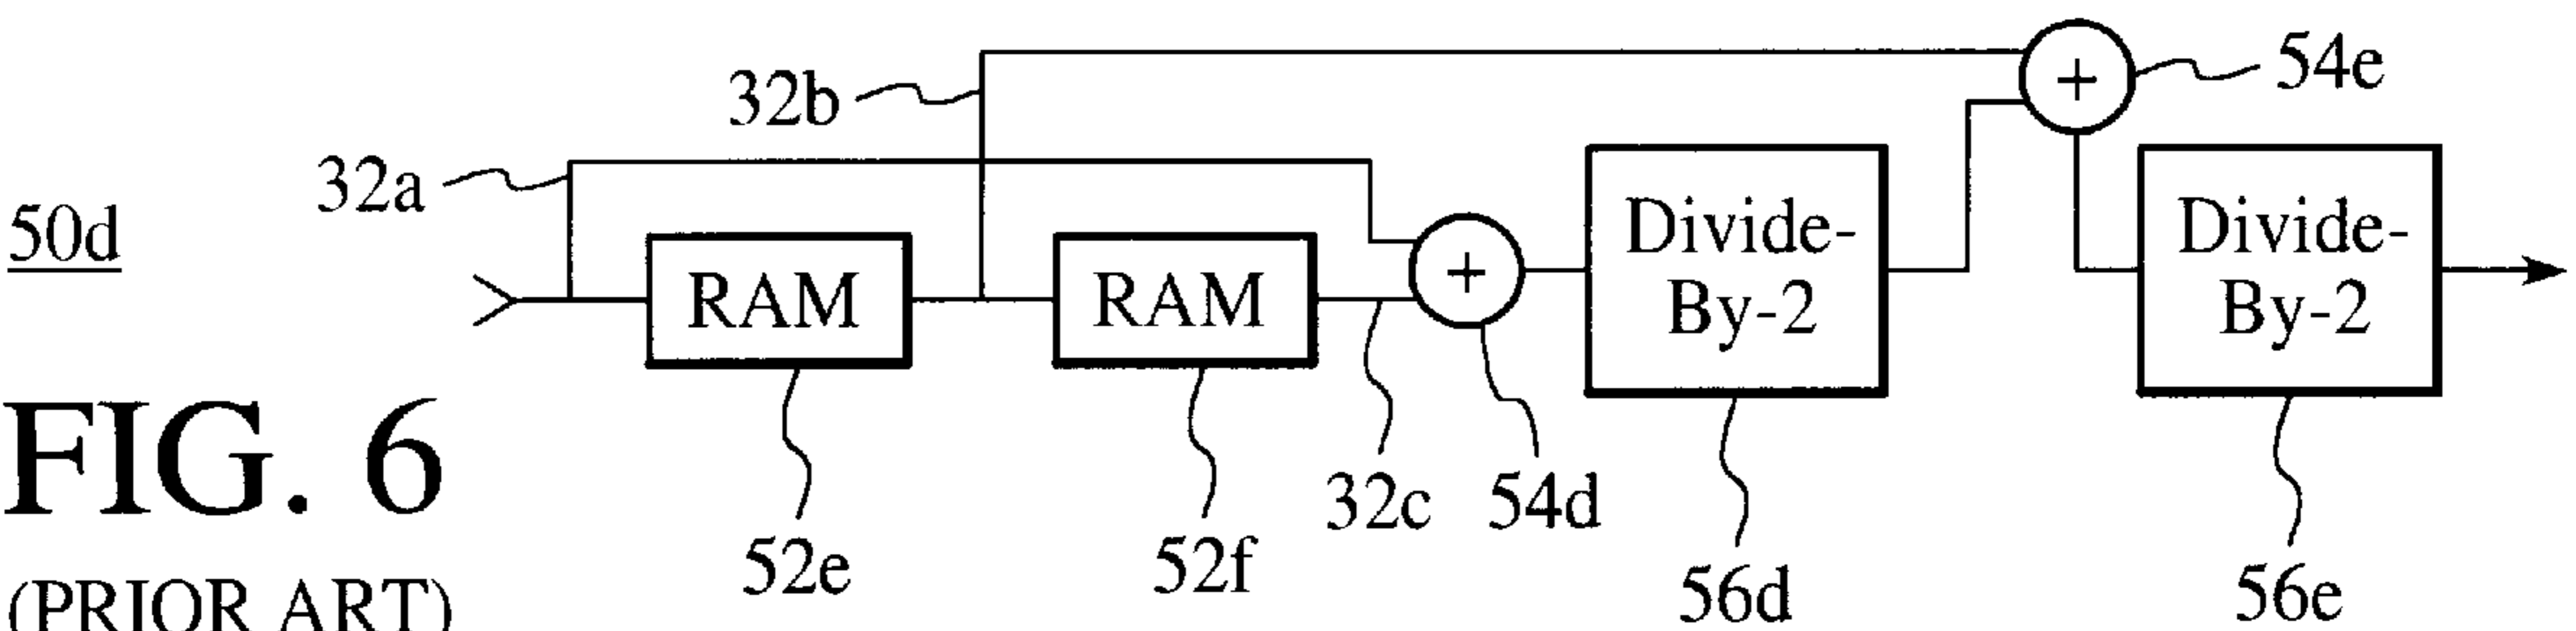 50d
32a
32b
RAM
RAM
+
Divide-
By-2
+
54e
Divide-
By-2
52e
52f
32c
54d
56d
56e
FIG. 6
(PRIOR ART)